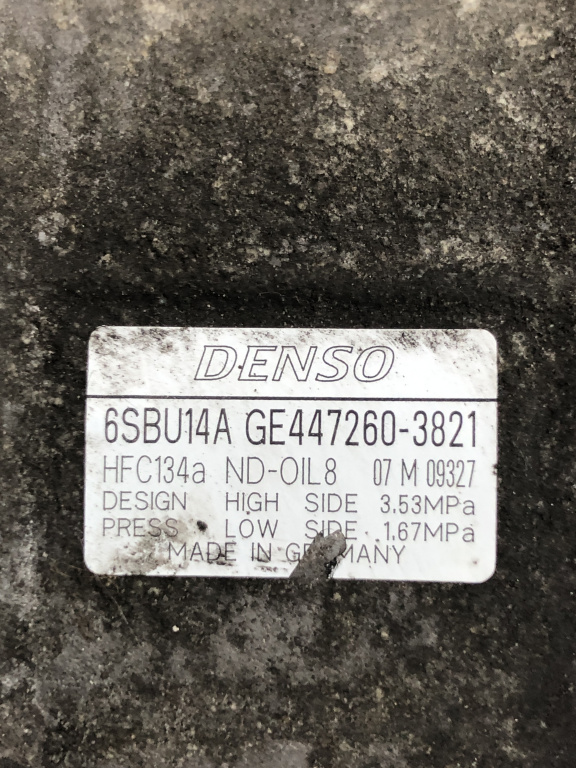 DENSO
6SBU14A GE447260-3821
HFC134a ND-OIL8 07 M 09327
DESIGN HIGH SIDE 3.53MPa
PRESS LOW SIDE 1.67MPa
MADE IN GERMANY